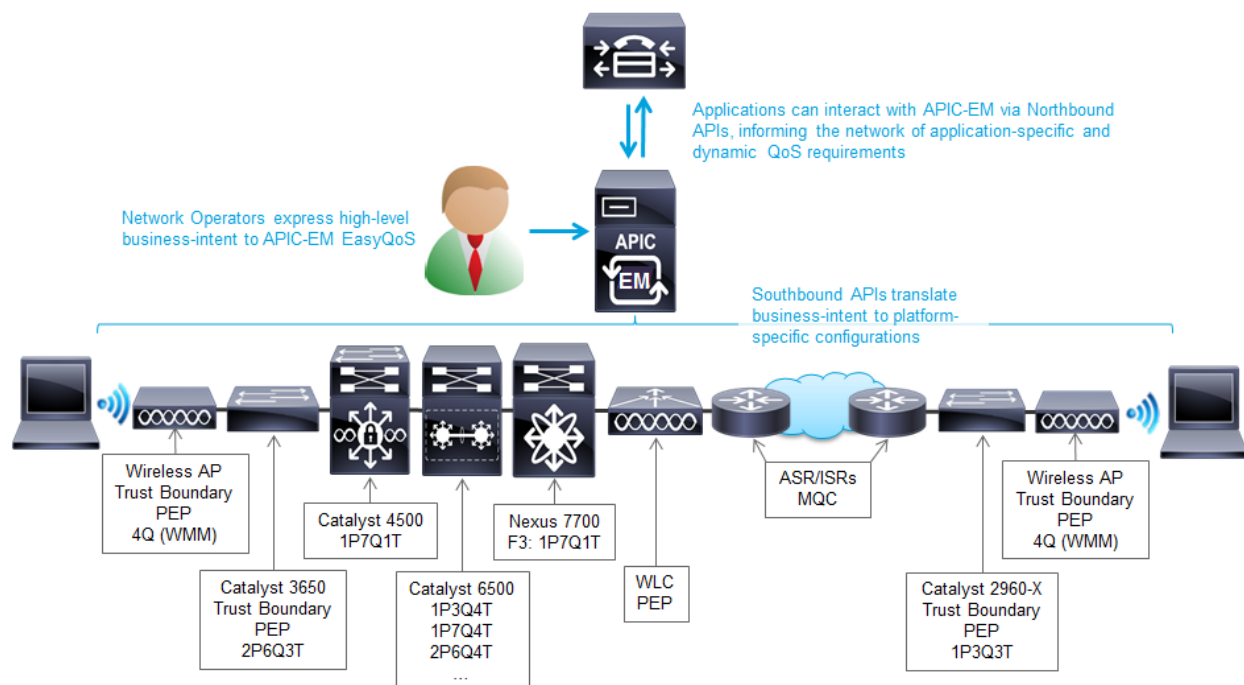 Applications can interact with APIC-EM via Northbound
APIs, informing the network of application-specific and
dynamic QoS requirements
Network Operators express high-level
business-intent to APIC-EM EasyQoS
APIC
EM
Southbound APIs translate
business-intent to platform-
specific configurations
Wireless AP
Trust Boundary
PEP
4Q (WMM)
Catalyst 3650
Trust Boundary
PEP
2P6Q3T
Catalyst 4500
1P7Q1T
Catalyst 6500
1P3Q4T
1P7Q4T
2P6Q4T
...
Nexus 7700
F3: 1P7Q1T
WLC
PEP
ASR/ISRs
MQC
Catalyst 2960-X
Trust Boundary
PEP
1P3Q3T
Wireless AP
Trust Boundary
PEP
4Q (WMM)